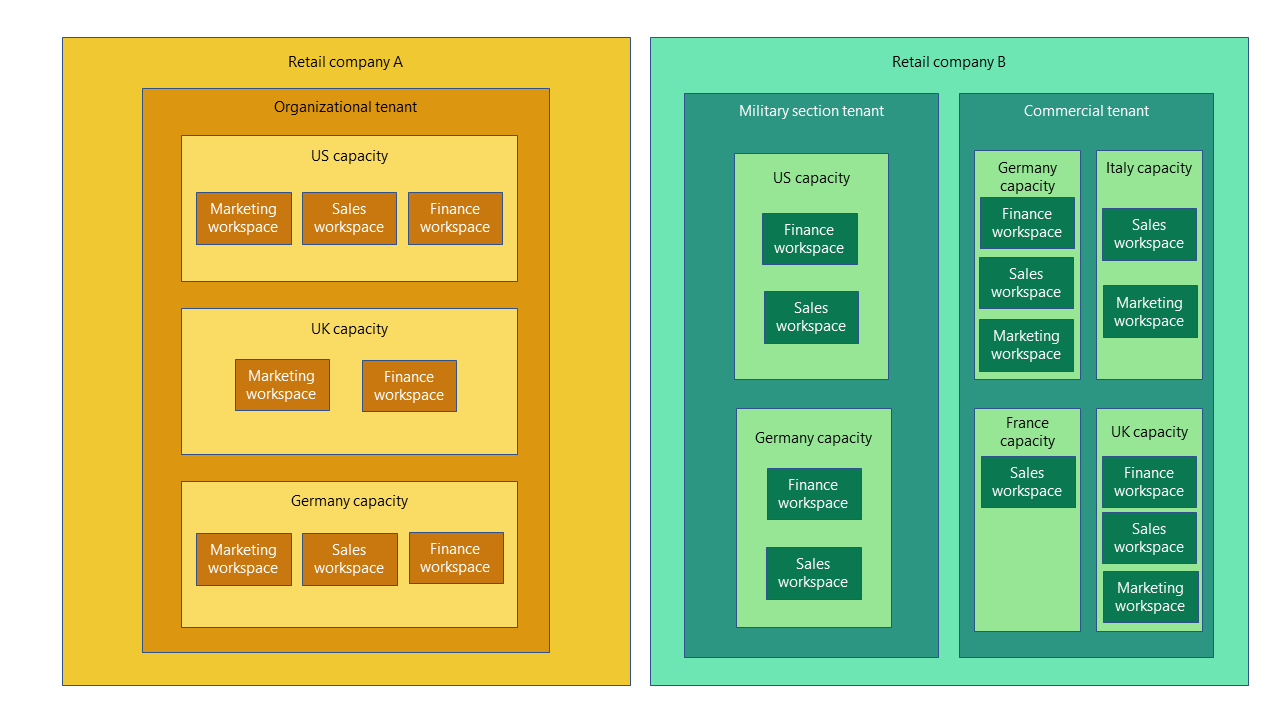 Retail company A
Organizational tenant
US capacity
Marketing
workspace
Sales
workspace
Finance
workspace
UK capacity
Marketing
workspace
Finance
workspace
Germany capacity
Marketing
workspace
Sales
workspace
Finance
workspace
Retail company B
Military section tenant
US capacity
Finance
workspace
Sales
workspace
Germany capacity
Finance
workspace
Sales
workspace
Commercial tenant
Germany
capacity
Finance
workspace
Sales
workspace
Marketing
workspace
Italy capacity
Sales
workspace
Marketing
workspace
France
capacity
Sales
workspace
UK capacity
Finance
workspace
Sales
workspace
Marketing
workspace